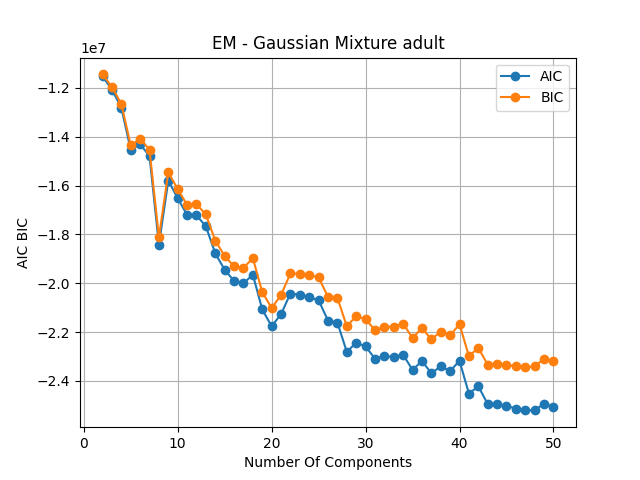 EM - Gaussian Mixture adult
1e7
AIC
BIC
−1.2
−1.4
−1.6
−1.8
−2.0
−2.2
−2.4
AIC BIC
0
10
20
30
40
50
Number Of Components